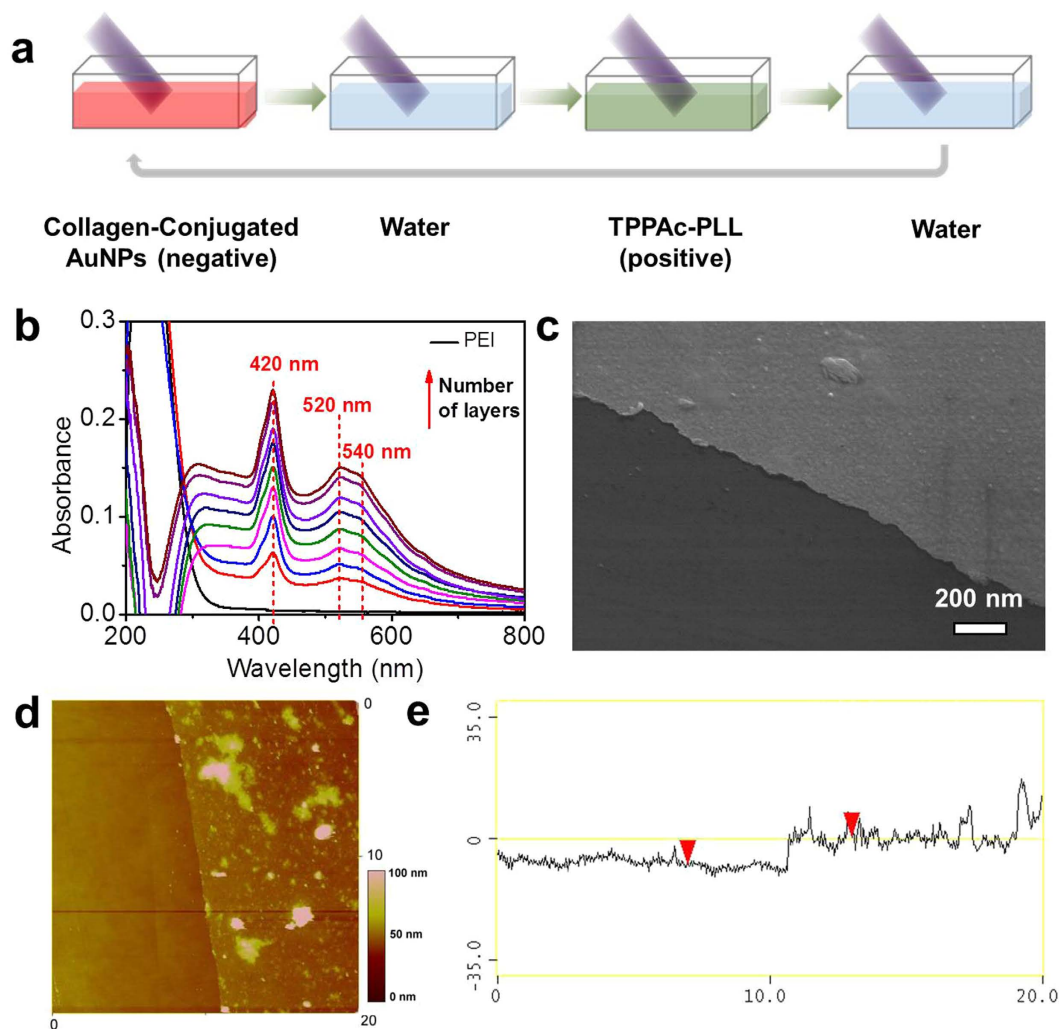 a
Collagen-Conjugated
AuNPs (negative)
Water
TPPAc-PLL
(positive)
Water
b
0.3
0.2
0.1
0.0
Absorbance
PEI
Number
of layers
420 nm
520 nm
540 nm
200
400
600
800
Wavelength (nm)
c
200 nm
d
0
10
100 nm
50 nm
0 nm
0
20
e
35.0
0
-35.0
0
10.0
20.0